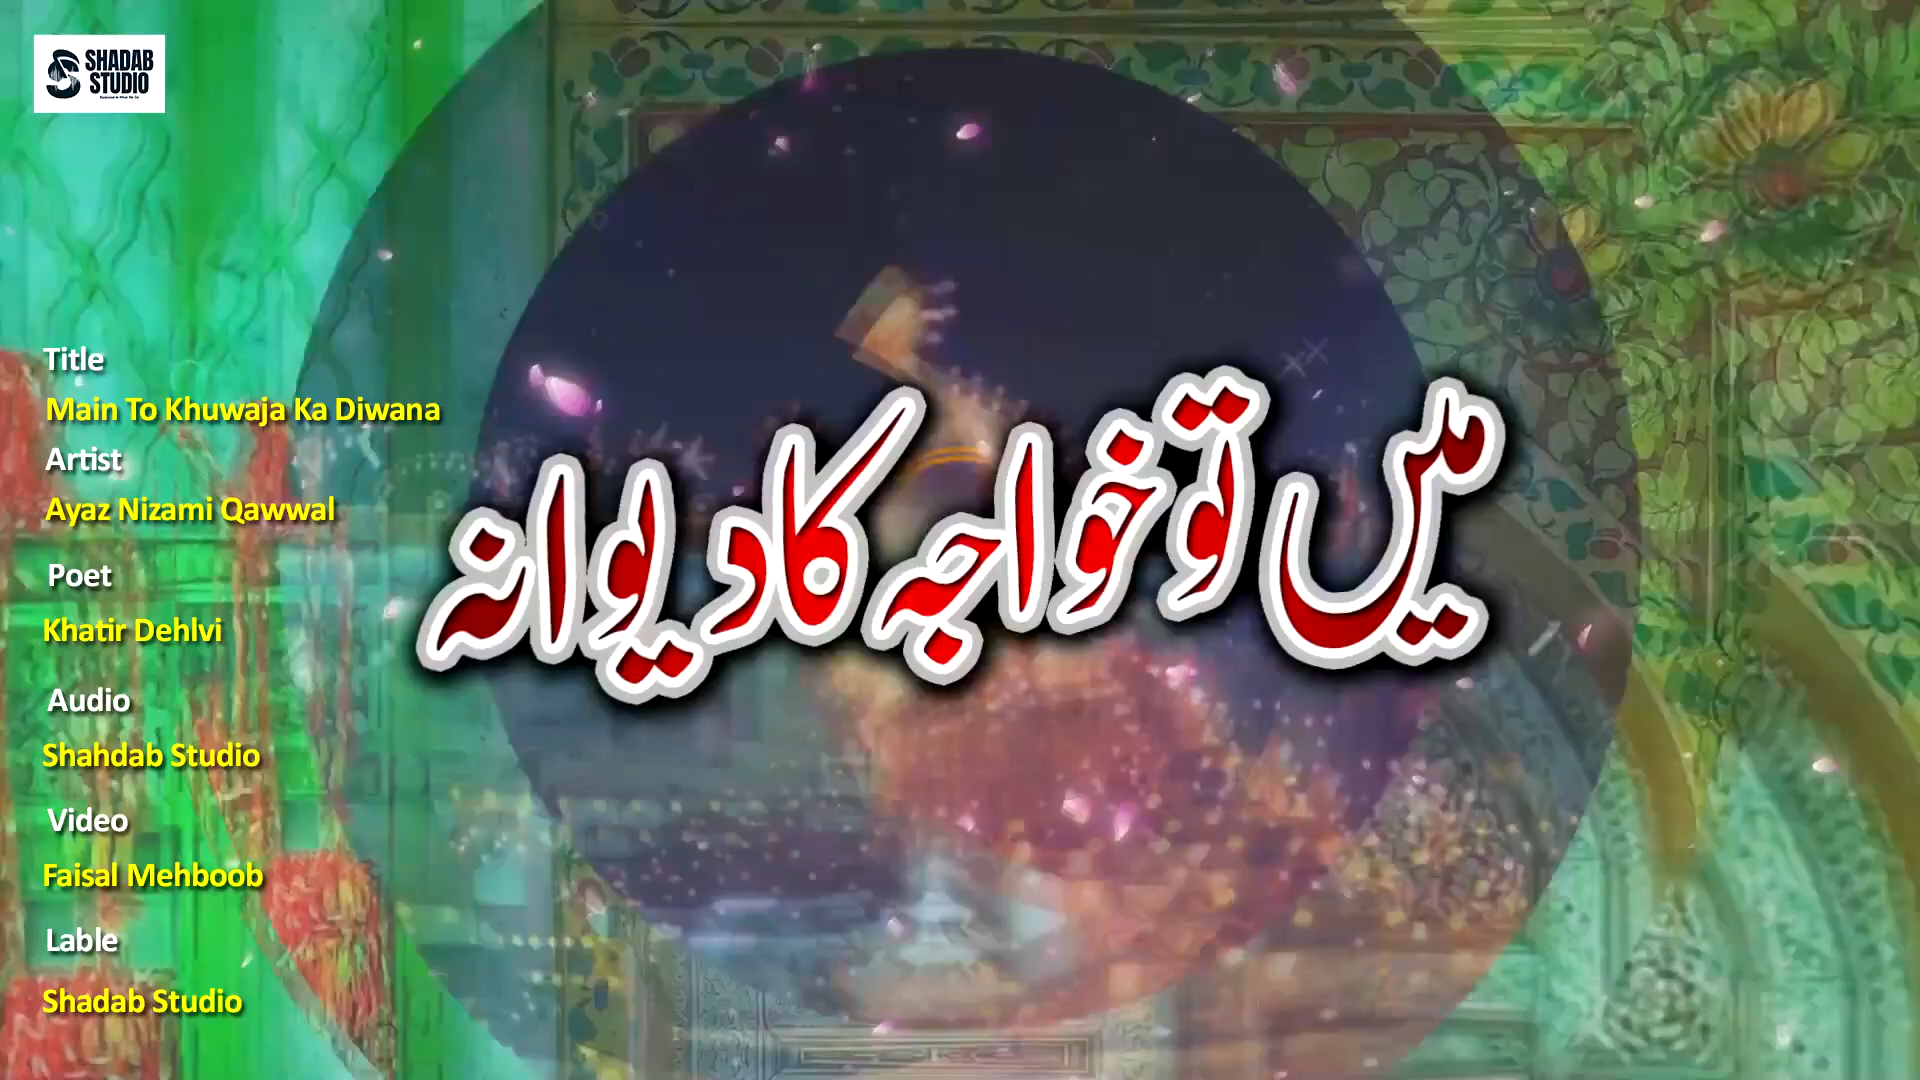 SHADAB
STUDIO
Title
Main To Khuwaja Ka Diwana
Artist
Ayaz Nizami Qawwal
Poet
Khatir Dehlvi
Audio
Shahdab Studio
Video
Faisal Mehboob
Lable
Shadab Studio
میں تو خواجہ کا دیوانہ